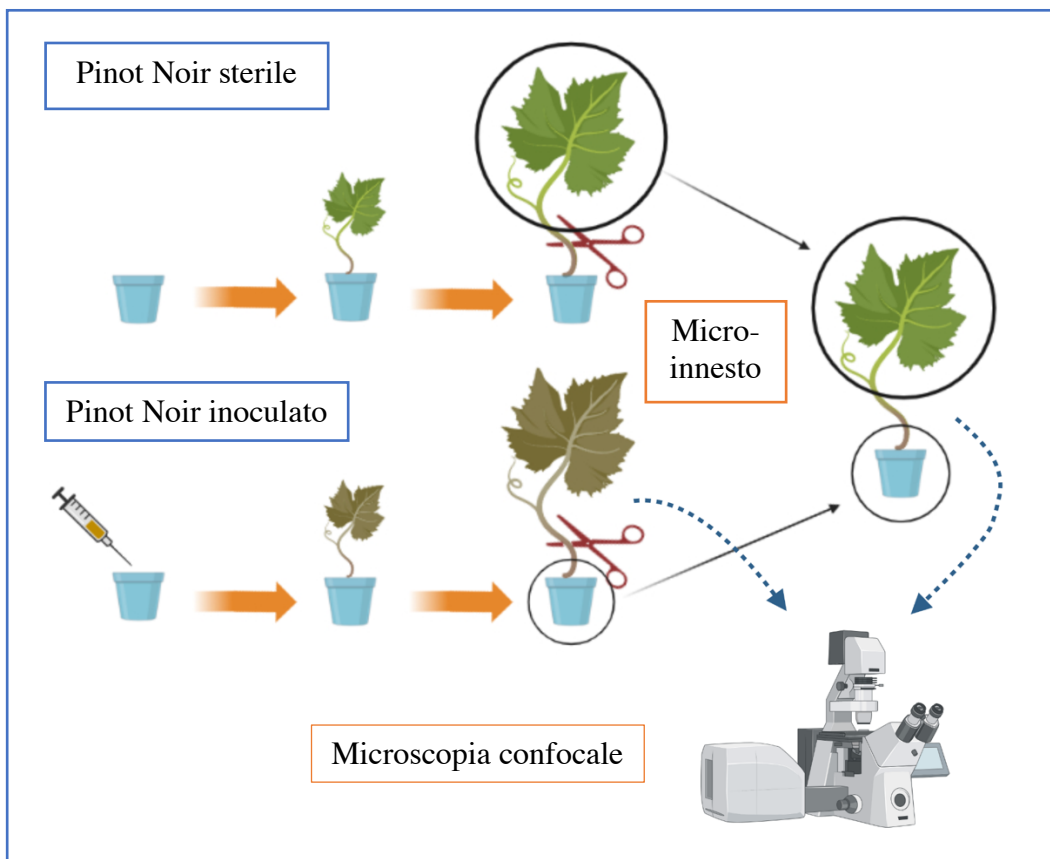 Pinot Noir sterile
Micro-
innesto
Pinot Noir inoculato
Microscopia confocale